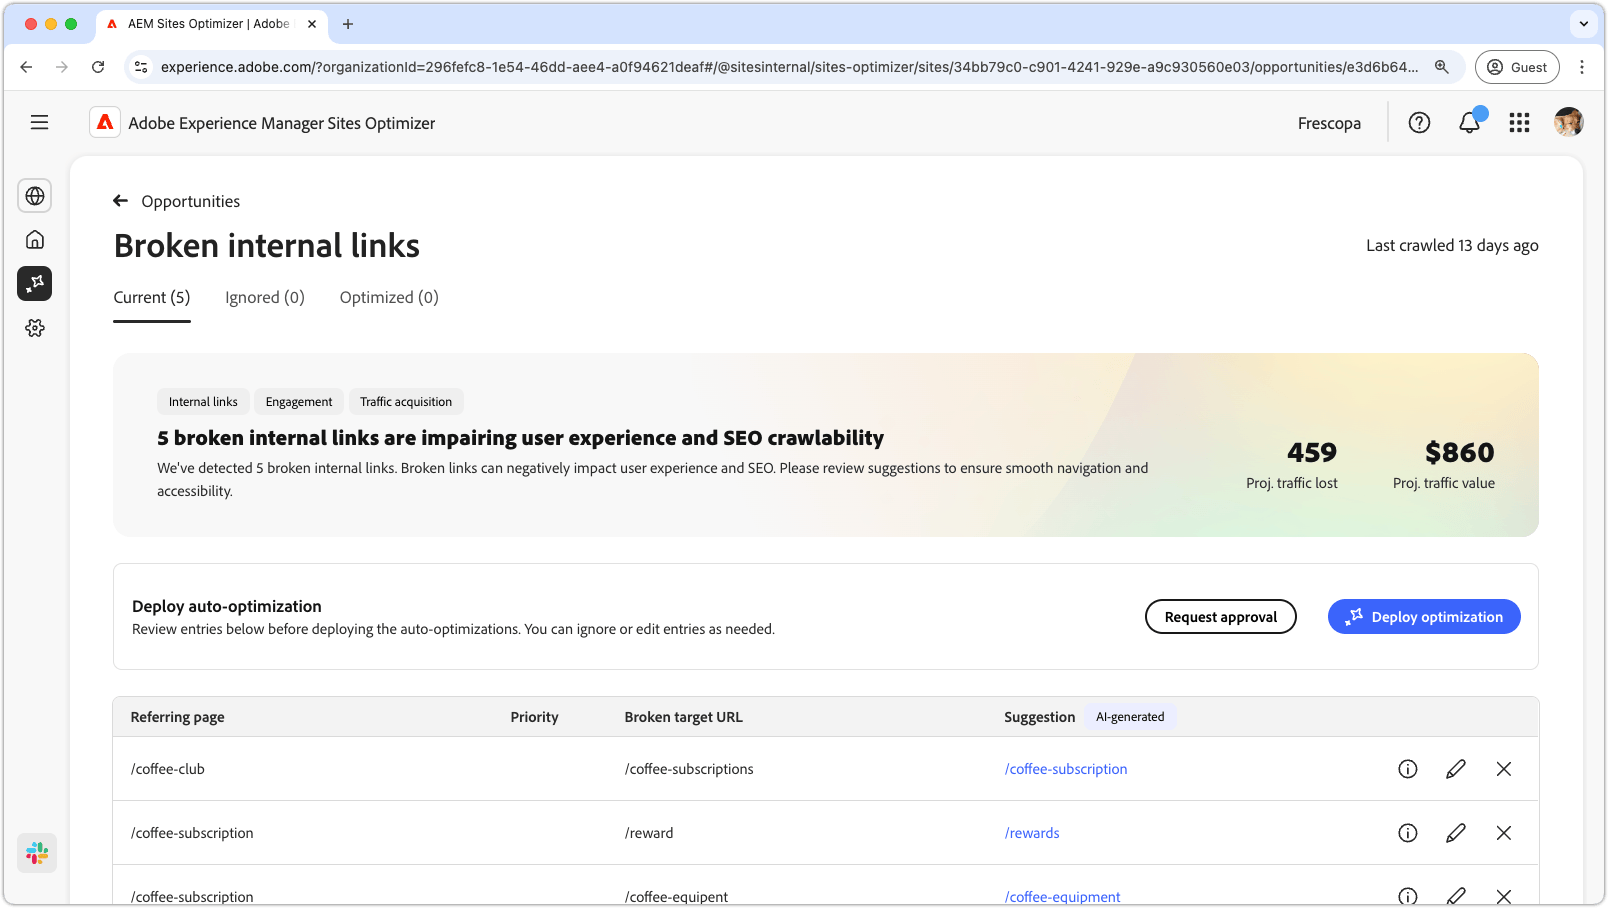 AEM Sites Optimizer | Adobe
experience.adobe.com/?organizationId=296fefc8-1e54-46dd-aee4-a0f94621deaf#/@sitesinternal/sites-optimizer/sites/34bb79c0-c901-4241-929e-a9c930560e03/opportunities/e3d6b64...
Guest
Adobe Experience Manager Sites Optimizer
Frescopa
Opportunities
Broken internal links
Last crawled 13 days ago
Current (5) Ignored (0) Optimized (0)
Internal links Engagement Traffic acquisition
5 broken internal links are impairing user experience and SEO crawlability
We've detected 5 broken internal links. Broken links can negatively impact user experience and SEO. Please review suggestions to ensure smooth navigation and
accessibility.
459 $860
Proj. traffic lost Proj. traffic value
Deploy auto-optimization
Review entries below before deploying the auto-optimizations. You can ignore or edit entries as needed.
Request approval Deploy optimization
Referring page Priority Broken target URL Suggestion AI-generated
/coffee-club /coffee-subscriptions /coffee-subscription
/coffee-subscription /reward /rewards
/coffee-subscription /coffee-equipent /coffee-equipment